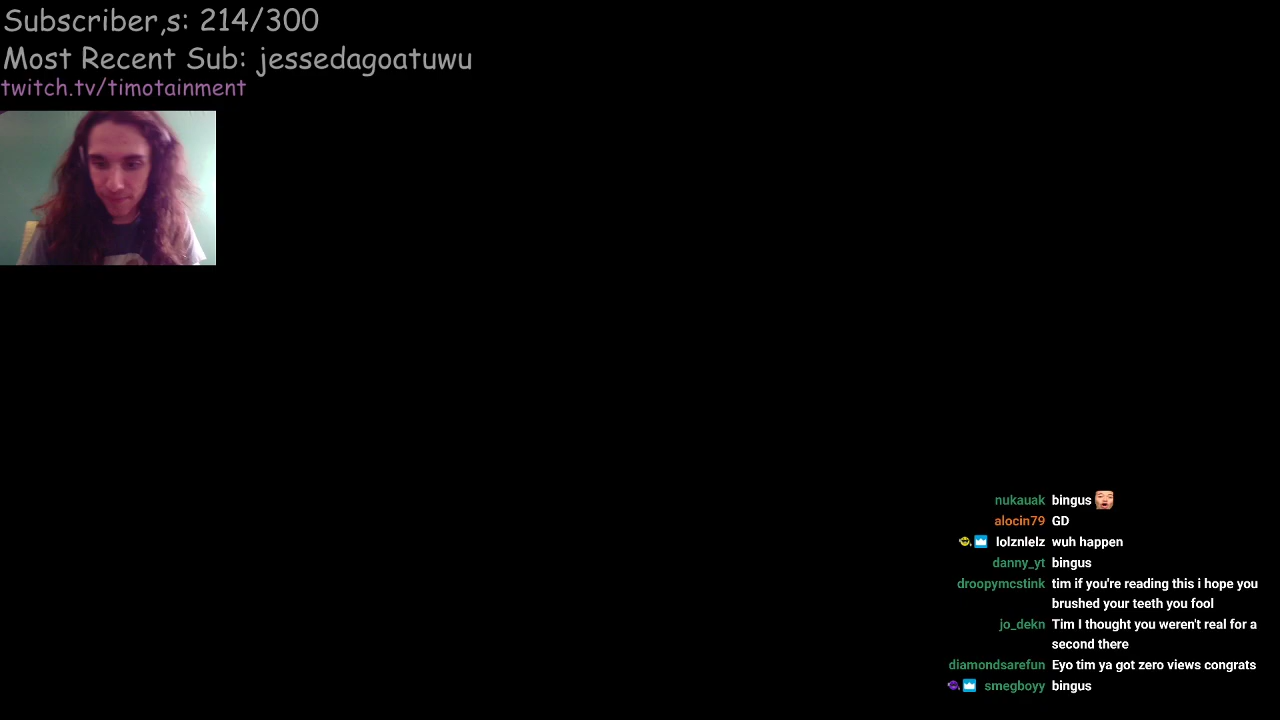 Subscriber,s: 214/300
Most Recent Sub: jessedagoatuwu
twitch.tv/timotainment
nukauak bingus
alocin79 GD
lolznlelz wuh happen
danny_yt bingus
droopymcstink tim if you're reading this i hope you
brushed your teeth you fool
jo_dekn Tim I thought you weren't real for a
second there
diamondsarefun Eyo tim ya got zero views congrats
smegboyy bingus